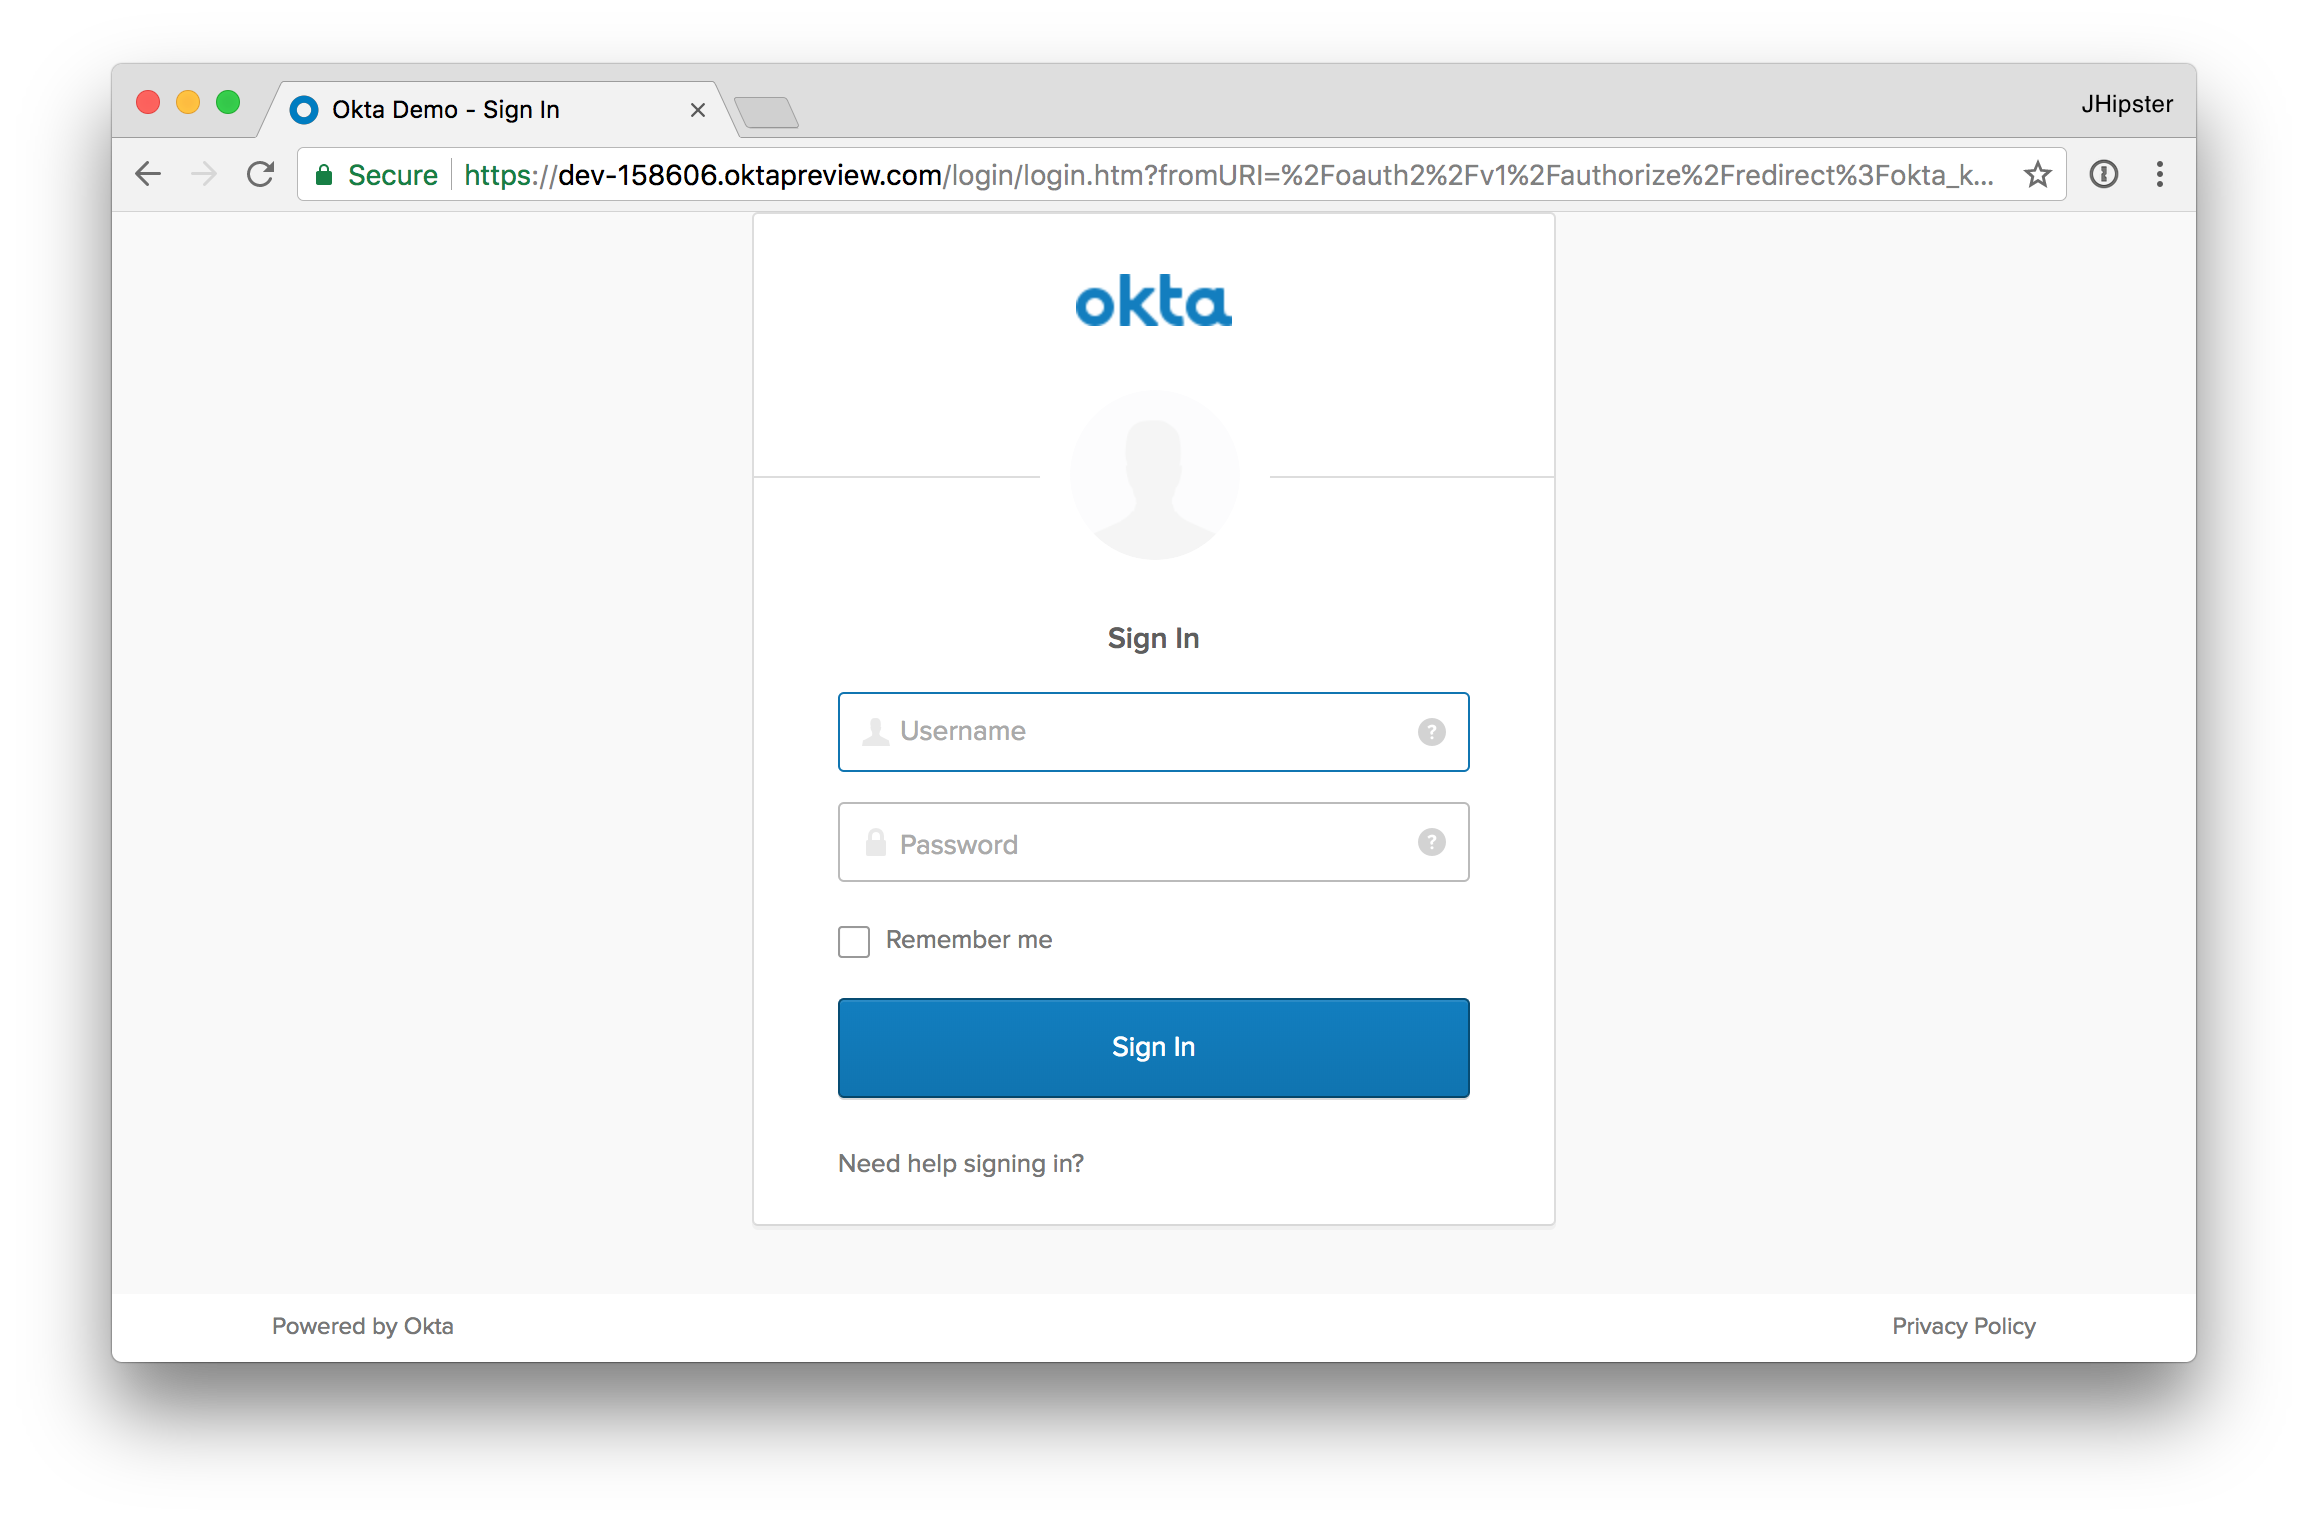 Okta Demo - Sign In
JHipster
Secure https://dev-158606.oktapreview.com/login/login.htm?fromURI=%2Foauth2%2Fv1%2Fauthorize%2Fredirect%3Fokta_k...
okta
Sign In
Username ?
Password ?
Remember me
Sign In
Need help signing in?
Powered by Okta
Privacy Policy